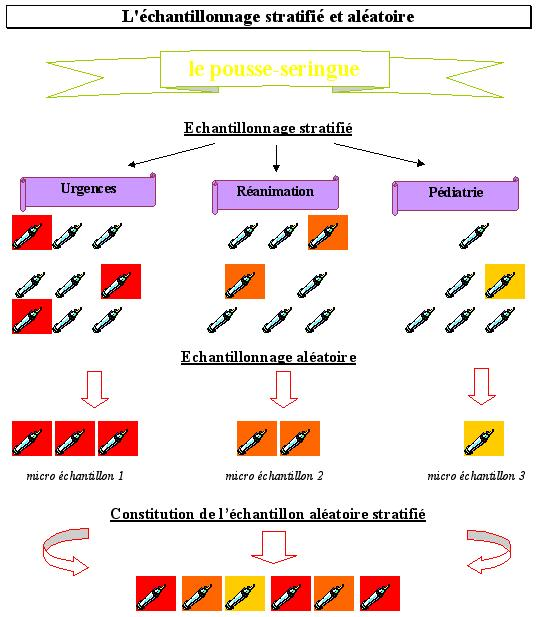 L'échantillonnage stratifié et aléatoire
le pousse-seringue
Echantillonnage stratifié
Urgences
Réanimation
Pédiatrie
Echantillonnage aléatoire
micro échantillon 1
micro échantillon 2
micro échantillon 3
Constitution de l'échantillon aléatoire stratifié